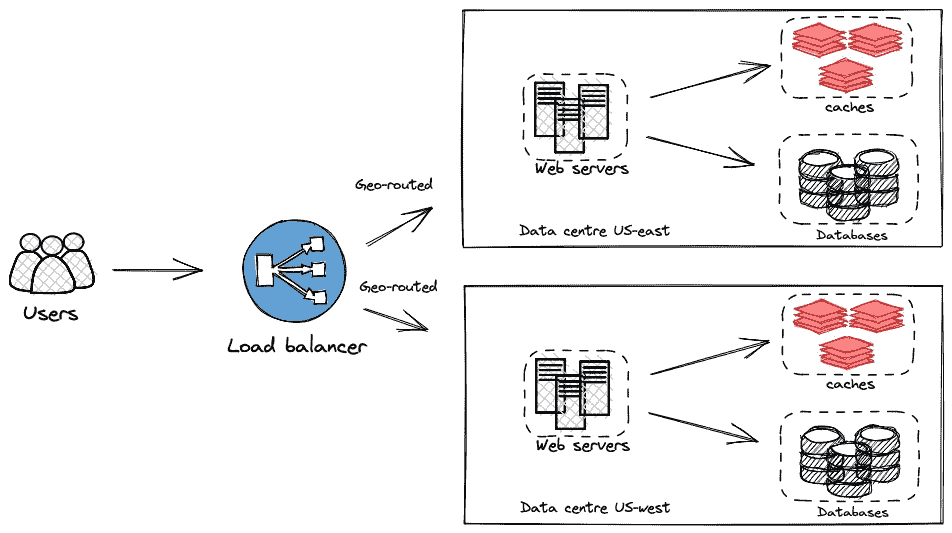 Users
Load balancer
Geo-routed
Geo-routed
Web servers
caches
Databases
Data centre US-east
Web servers
caches
Databases
Data centre US-west